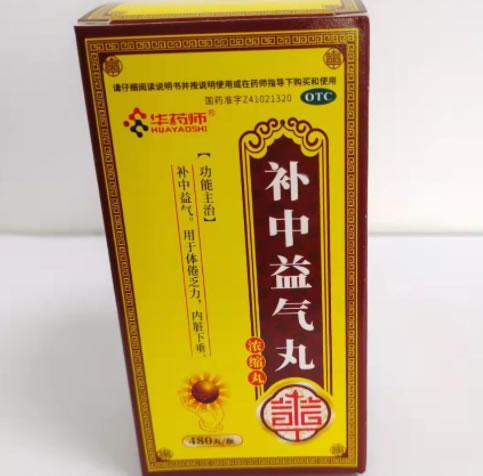 请仔细阅读说明书并按说明使用或在药师指导下购买和使用
国药准字Z41021320
OTC
华药师®
HUAYAOSHI
【功能主治】
补中益气。用于体倦乏力，内脏下垂。
补中益气丸
浓缩丸
480丸/瓶